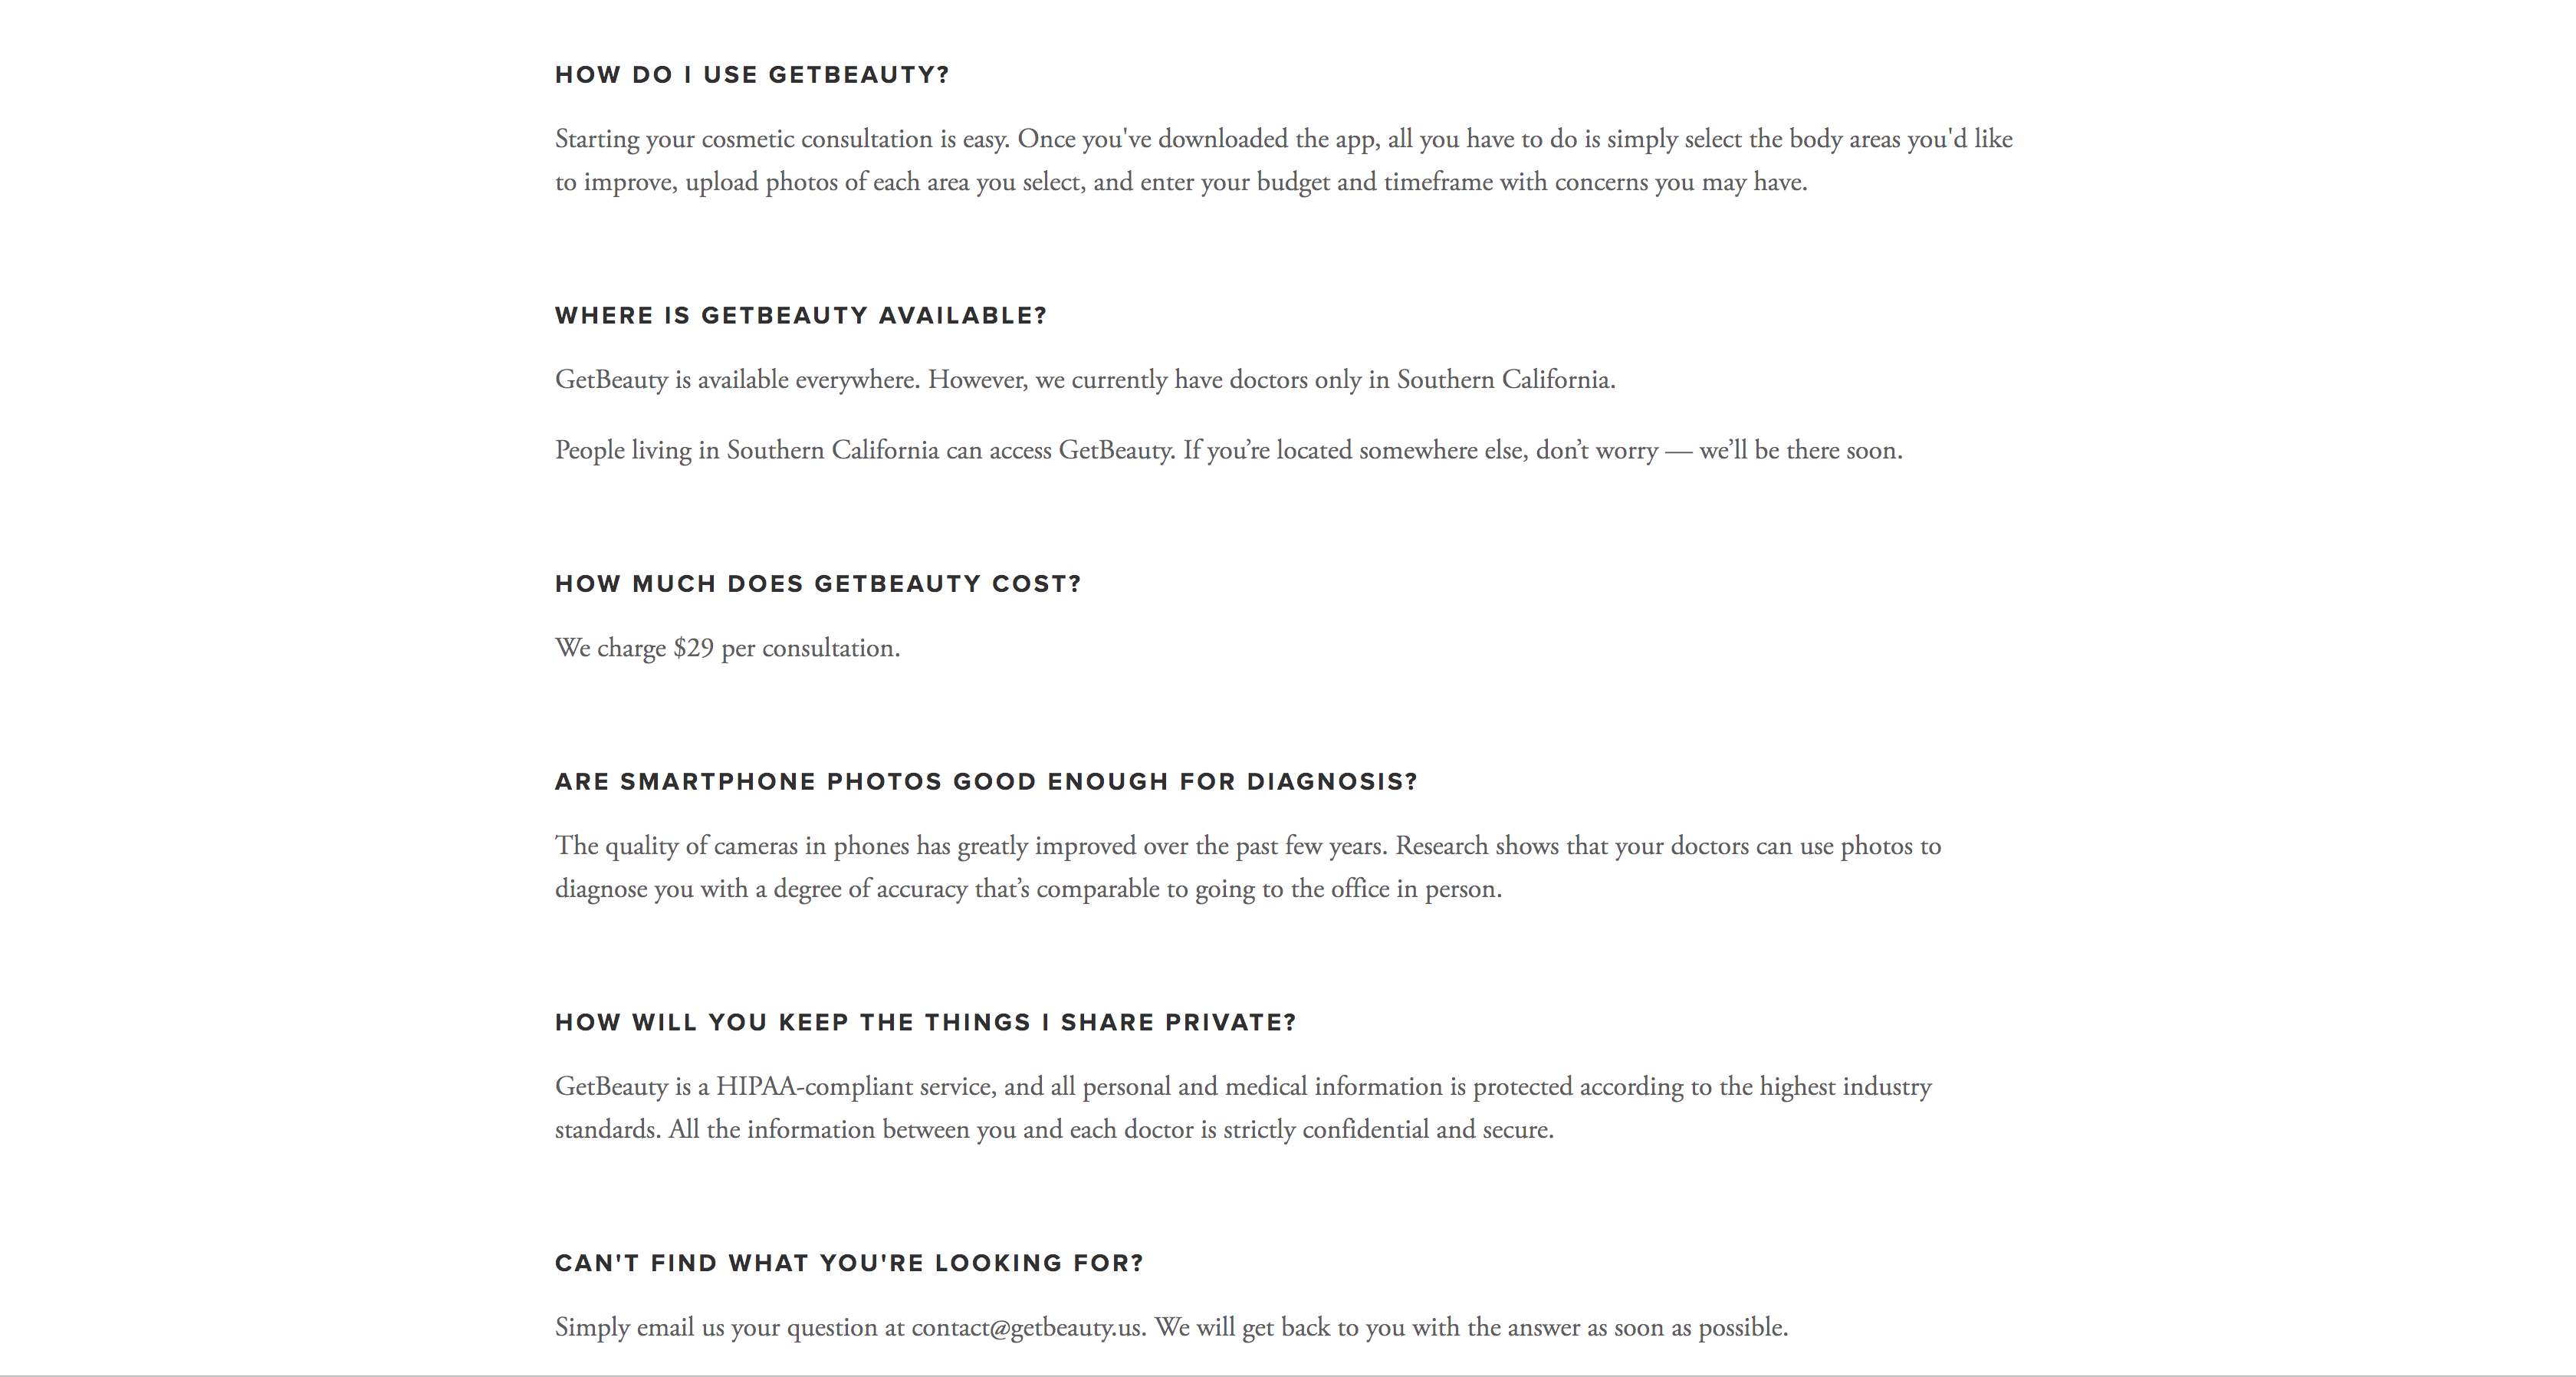 HOW DO I USE GETBEAUTY?
Starting your cosmetic consultation is easy. Once you've downloaded the app, all you have to do is simply select the body areas you'd like
to improve, upload photos of each area you select, and enter your budget and timeframe with concerns you may have.
WHERE IS GETBEAUTY AVAILABLE?
GetBeauty is available everywhere. However, we currently have doctors only in Southern California.
People living in Southern California can access GetBeauty. If you’re located somewhere else, don’t worry — we’ll be there soon.
HOW MUCH DOES GETBEAUTY COST?
We charge $29 per consultation.
ARE SMARTPHONE PHOTOS GOOD ENOUGH FOR DIAGNOSIS?
The quality of cameras in phones has greatly improved over the past few years. Research shows that your doctors can use photos to
diagnose you with a degree of accuracy that’s comparable to going to the office in person.
HOW WILL YOU KEEP THE THINGS I SHARE PRIVATE?
GetBeauty is a HIPAA-compliant service, and all personal and medical information is protected according to the highest industry
standards. All the information between you and each doctor is strictly confidential and secure.
CAN'T FIND WHAT YOU'RE LOOKING FOR?
Simply email us your question at contact@getbeauty.us. We will get back to you with the answer as soon as possible.